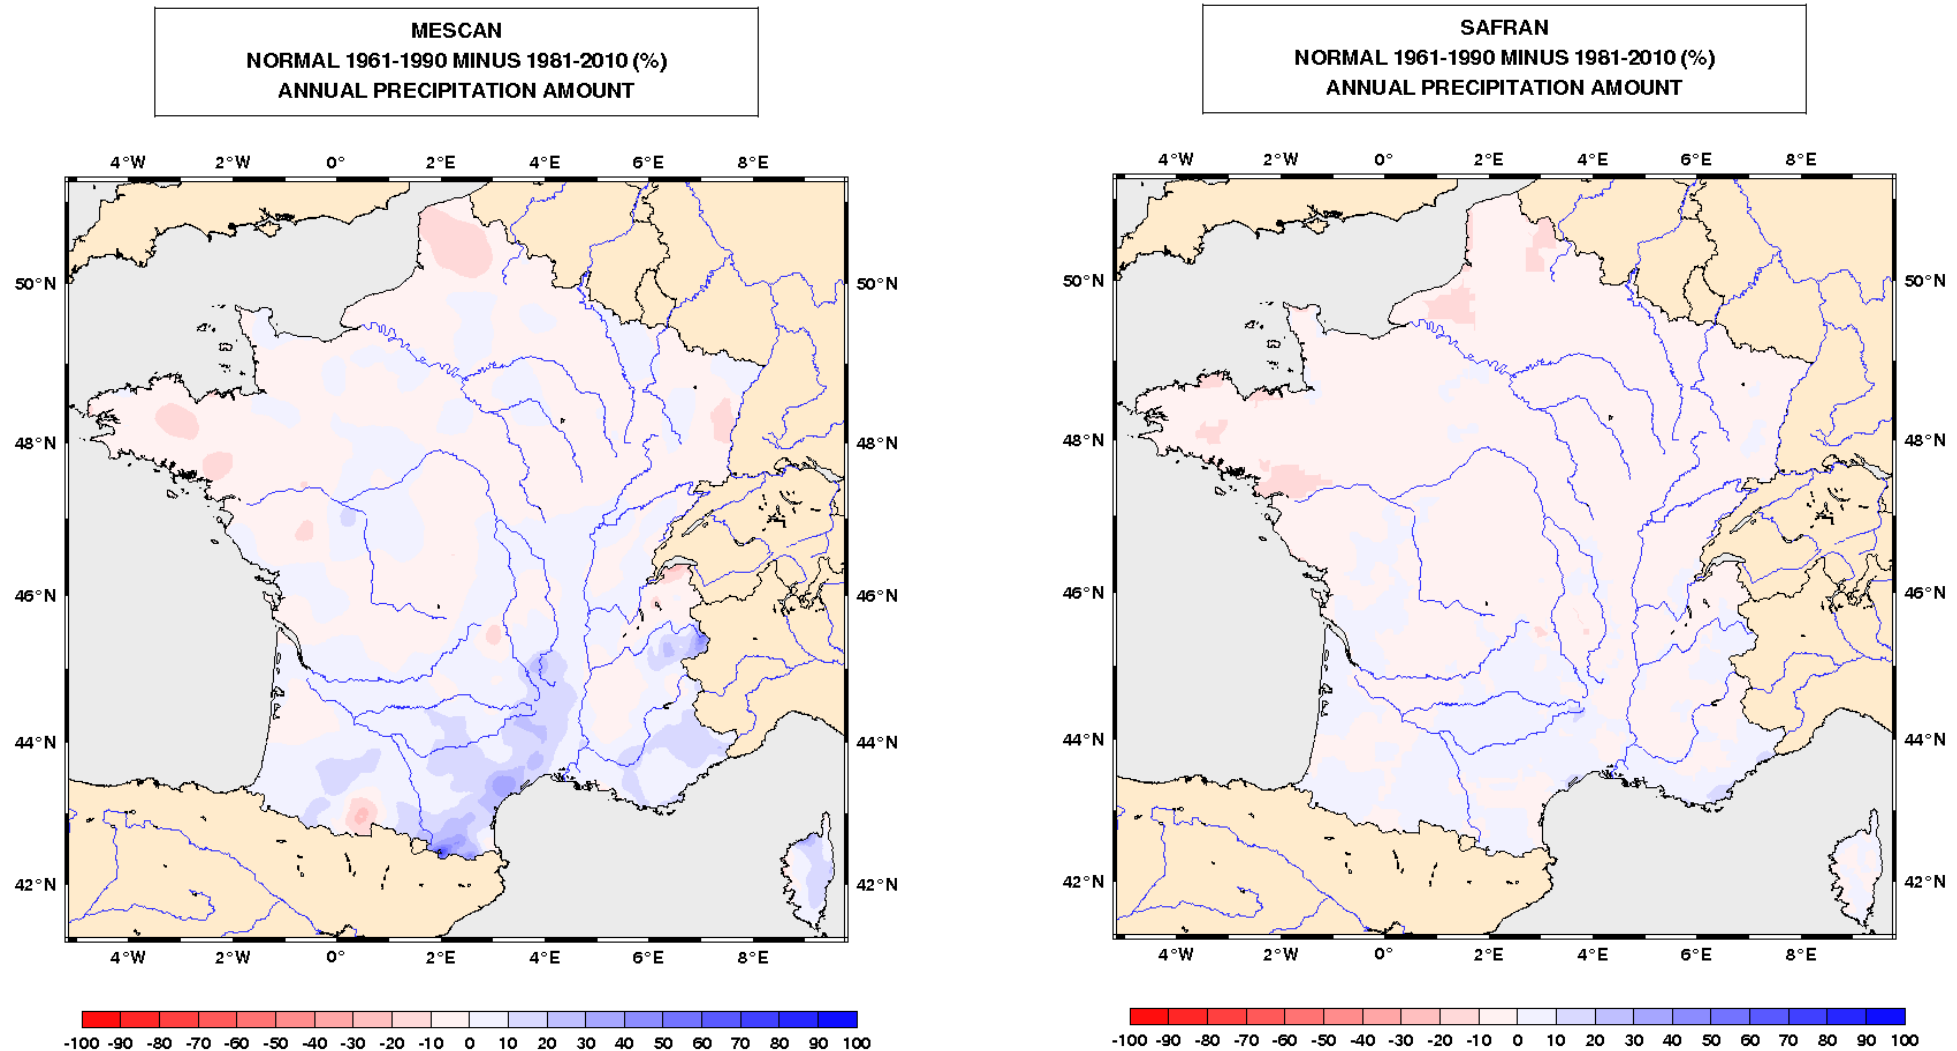 MESCAN
NORMAL 1961-1990 MINUS 1981-2010 (%)
ANNUAL PRECIPITATION AMOUNT
4°W 2°W 0° 2°E 4°E 6°E 8°E
50°N 50°N
48°N 48°N
46°N 46°N
44°N 44°N
42°N 42°N
4°W 2°W 0° 2°E 4°E 6°E 8°E
-100 -90 -80 -70 -60 -50 -40 -30 -20 -10 0 10 20 30 40 50 60 70 80 90 100
SAFRAN
NORMAL 1961-1990 MINUS 1981-2010 (%)
ANNUAL PRECIPITATION AMOUNT
4°W 2°W 0° 2°E 4°E 6°E 8°E
50°N 50°N
48°N 48°N
46°N 46°N
44°N 44°N
42°N 42°N
4°W 2°W 0° 2°E 4°E 6°E 8°E
-100 -90 -80 -70 -60 -50 -40 -30 -20 -10 0 10 20 30 40 50 60 70 80 90 100